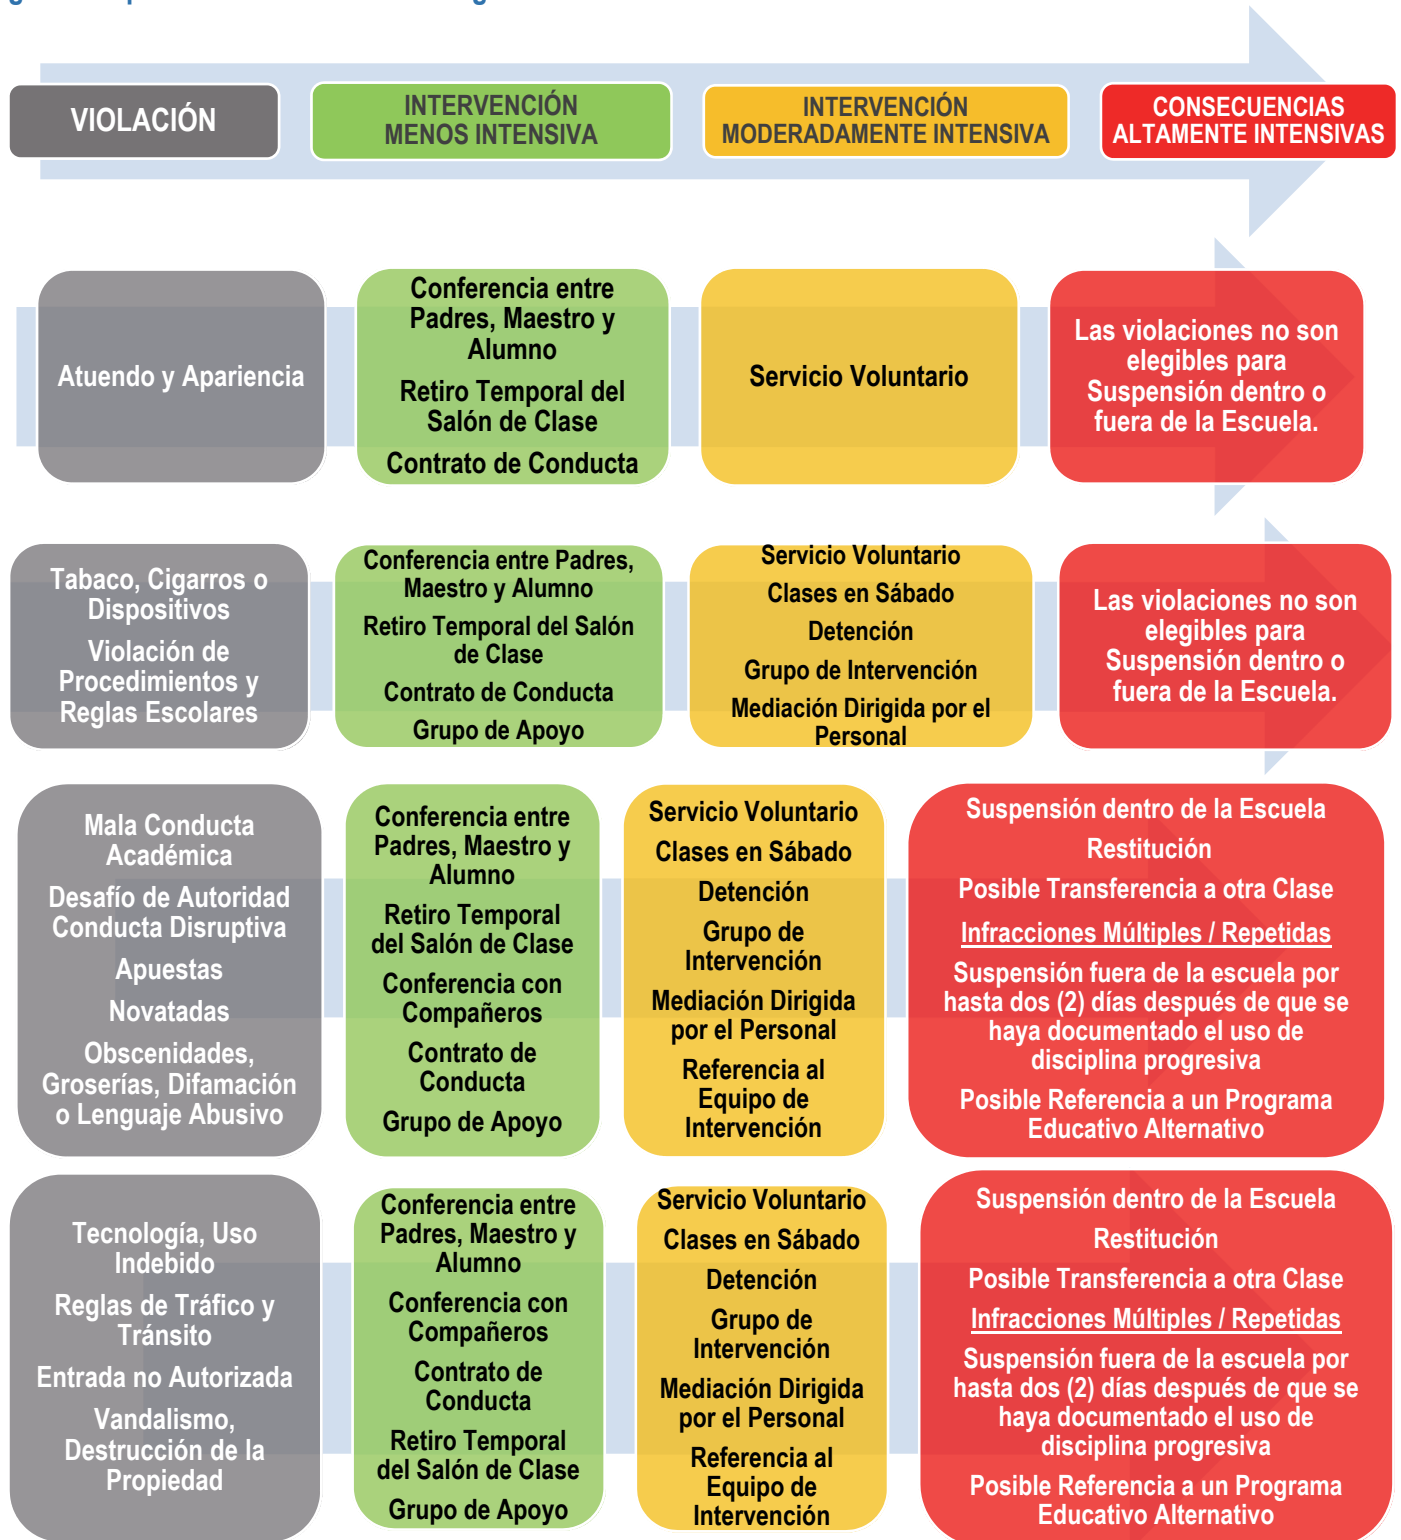 VIOLACIÓN
INTERVENCIÓN
MENOS INTENSIVA
INTERVENCIÓN
MODERADAMENTE INTENSIVA
CONSECUENCIAS
ALTAMENTE INTENSIVAS
Atuendo y Apariencia
Conferencia entre
Padres, Maestro y
Alumno
Retiro Temporal del
Salón de Clase
Contrato de Conducta
Servicio Voluntario
Las violaciones no son
elegibles para
Suspensión dentro o
fuera de la Escuela.
Tabaco, Cigarros o
Dispositivos
Violación de
Procedimientos y
Reglas Escolares
Conferencia entre Padres,
Maestro y Alumno
Retiro Temporal del Salón
de Clase
Contrato de Conducta
Grupo de Apoyo
Servicio Voluntario
Clases en Sábado
Detención
Grupo de Intervención
Mediación Dirigida por el
Personal
Las violaciones no son
elegibles para
Suspensión dentro o
fuera de la Escuela.
Mala Conducta
Académica
Desafío de Autoridad
Conducta Disruptiva
Apuestas
Novatadas
Obscenidades,
Groserías, Difamación
o Lenguaje Abusivo
Conferencia entre
Padres, Maestro y
Alumno
Retiro Temporal
del Salón de Clase
Conferencia con
Compañeros
Contrato de
Conducta
Grupo de Apoyo
Servicio Voluntario
Clases en Sábado
Detención
Grupo de
Intervención
Mediación Dirigida
por el Personal
Referencia al
Equipo de
Intervención
Suspensión dentro de la Escuela
Restitución
Posible Transferencia a otra Clase
Infracciones Múltiples / Repetidas
Suspensión fuera de la escuela por
hasta dos (2) días después de que se
haya documentado el uso de
disciplina progresiva
Posible Referencia a un Programa
Educativo Alternativo
Tecnología, Uso
Indebido
Reglas de Tráfico y
Tránsito
Entrada no Autorizada
Vandalismo,
Destrucción de la
Propiedad
Conferencia entre
Padres, Maestro y
Alumno
Conferencia con
Compañeros
Contrato de
Conducta
Retiro Temporal
del Salón de Clase
Grupo de Apoyo
Servicio Voluntario
Clases en Sábado
Detención
Grupo de
Intervención
Mediación Dirigida
por el Personal
Referencia al
Equipo de
Intervención
Suspensión dentro de la Escuela
Restitución
Posible Transferencia a otra Clase
Infracciones Múltiples / Repetidas
Suspensión fuera de la escuela por
hasta dos (2) días después de que se
haya documentado el uso de
disciplina progresiva
Posible Referencia a un Programa
Educativo Alternativo